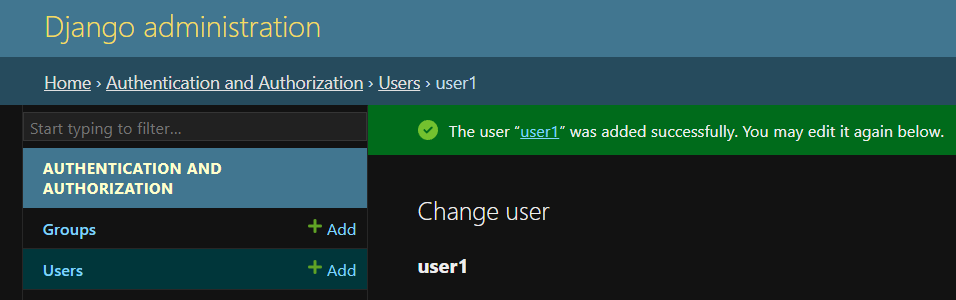 Django administration
Home › Authentication and Authorization › Users › user1
Start typing to filter...
AUTHENTICATION AND
AUTHORIZATION
Groups + Add
Users + Add
The user “user1” was added successfully. You may edit it again below.
Change user
user1